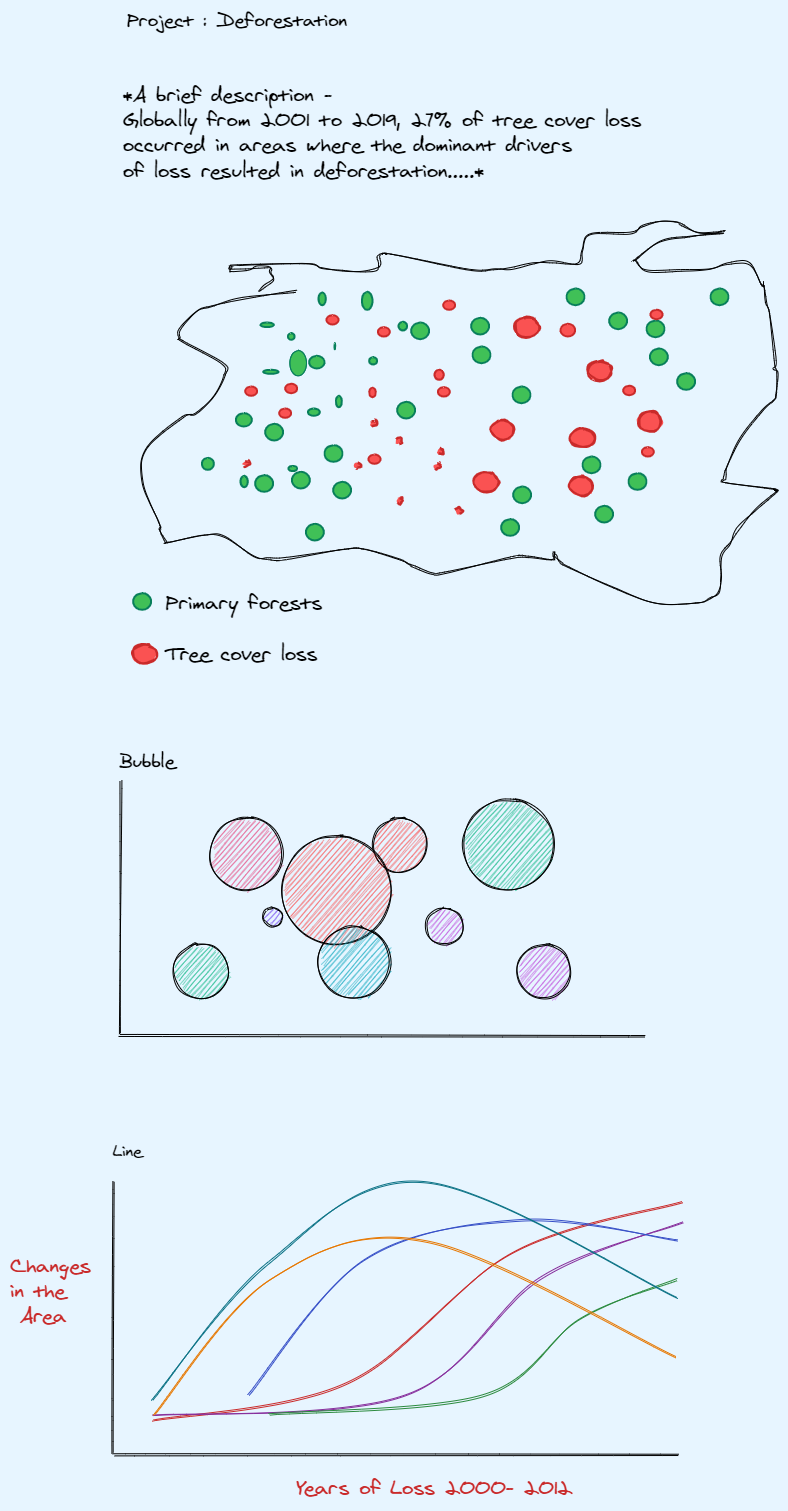 Project : Deforestation
*A brief description -
Globally from 2001 to 2019, 27% of tree cover loss
occurred in areas where the dominant drivers
of loss resulted in deforestation.....*
Primary forests
Tree cover loss
Bubble
Line
Changes
in the
Area
Years of Loss 2000- 2012